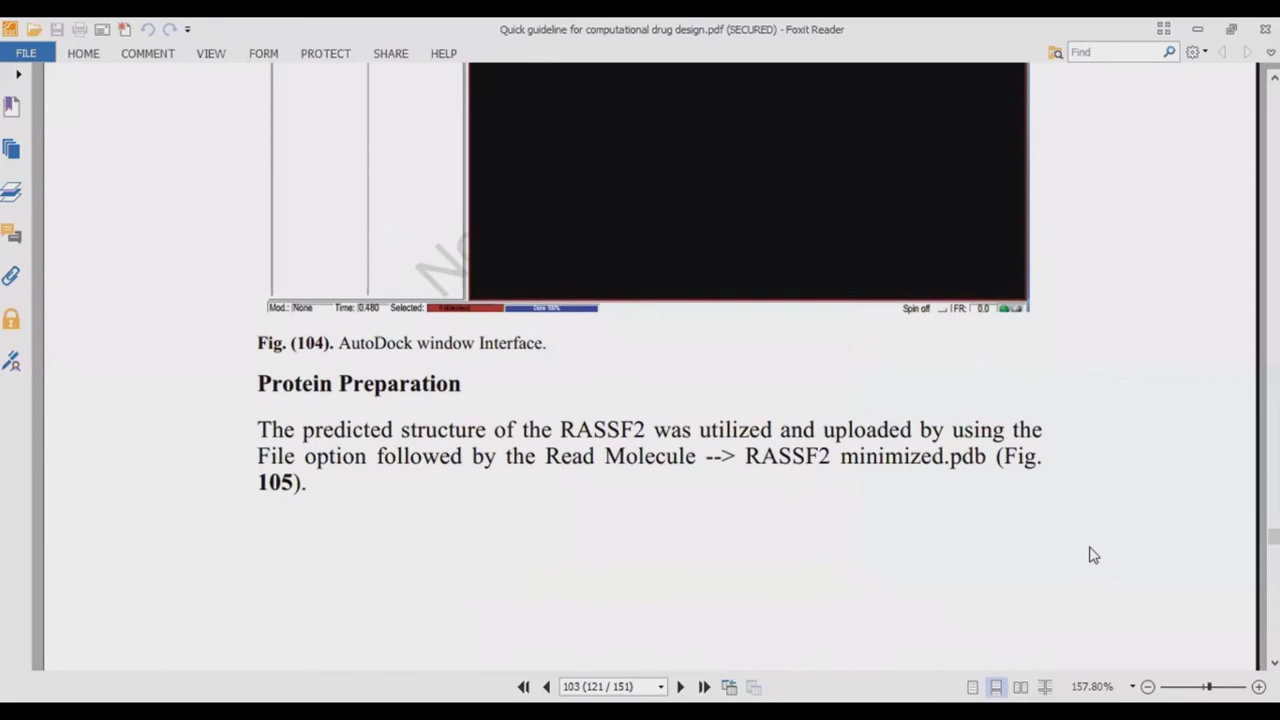 Quick guideline for computational drug design.pdf (SECURED) - Foxit Reader
FILE HOME COMMENT VIEW FORM PROTECT SHARE HELP
Find
Mod.: None Time: 0.480 Selected: Spin off FR: 0.0
Fig. (104). AutoDock window Interface.
Protein Preparation
The predicted structure of the RASSF2 was utilized and uploaded by using the
File option followed by the Read Molecule --> RASSF2 minimized.pdb (Fig.
105).
103 (121 / 151)
157.80%